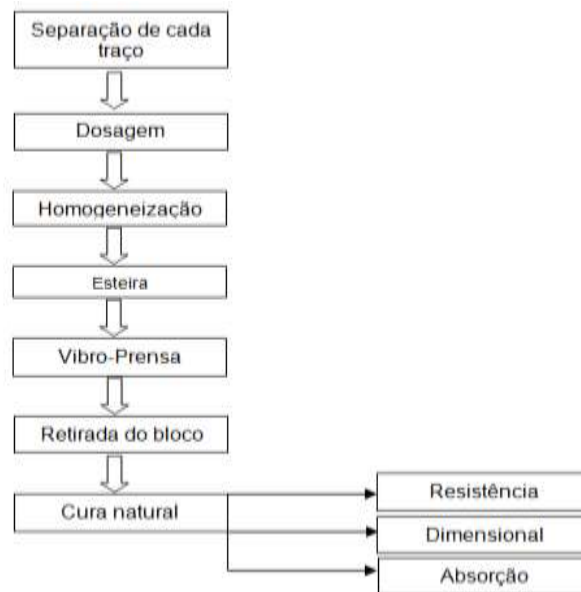 Separação de cada
traço
Dosagem
Homogeneização
Esteira
Vibro-Prensa
Retirada do bloco
Cura natural
Resistência
Dimensional
Absorção